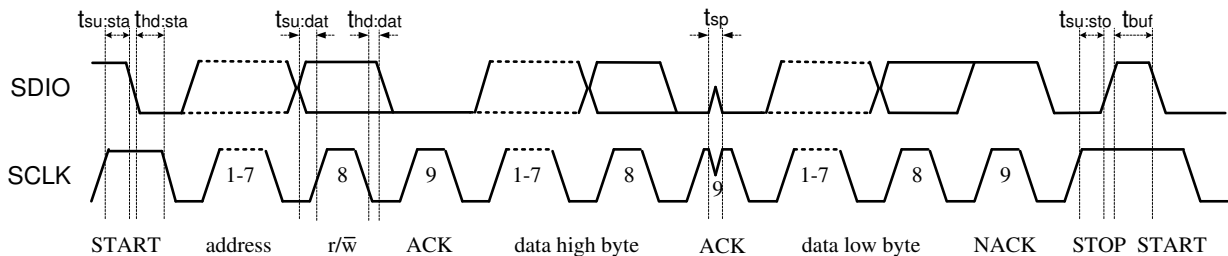 tsu:sta thd:sta tsu:dat thd:dat tsp tsu:sto tbuf
SDIO
SCLK 1-7 8 9 1-7 8 9 1-7 8 9
START address r/w̅ ACK data high byte ACK data low byte NACK STOP START